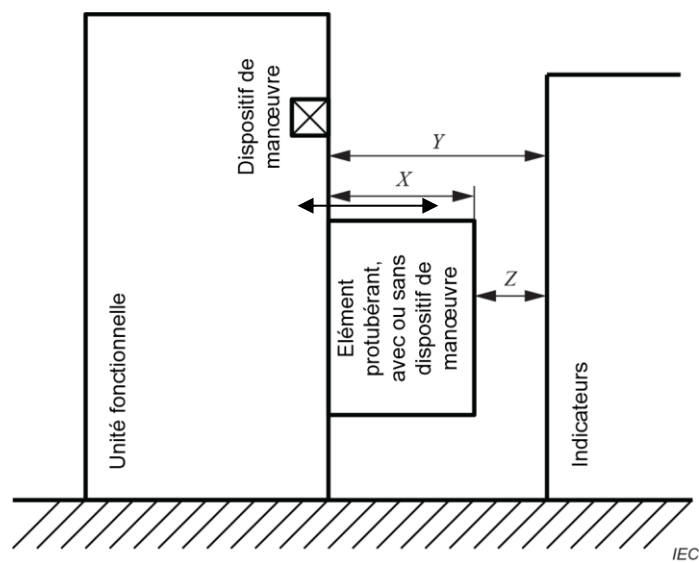 Unité fonctionnelle
Dispositif de
manœuvre
Y
X
Elément
protubérant,
avec ou sans
dispositif de
manœuvre
Z
Indicateurs
IEC